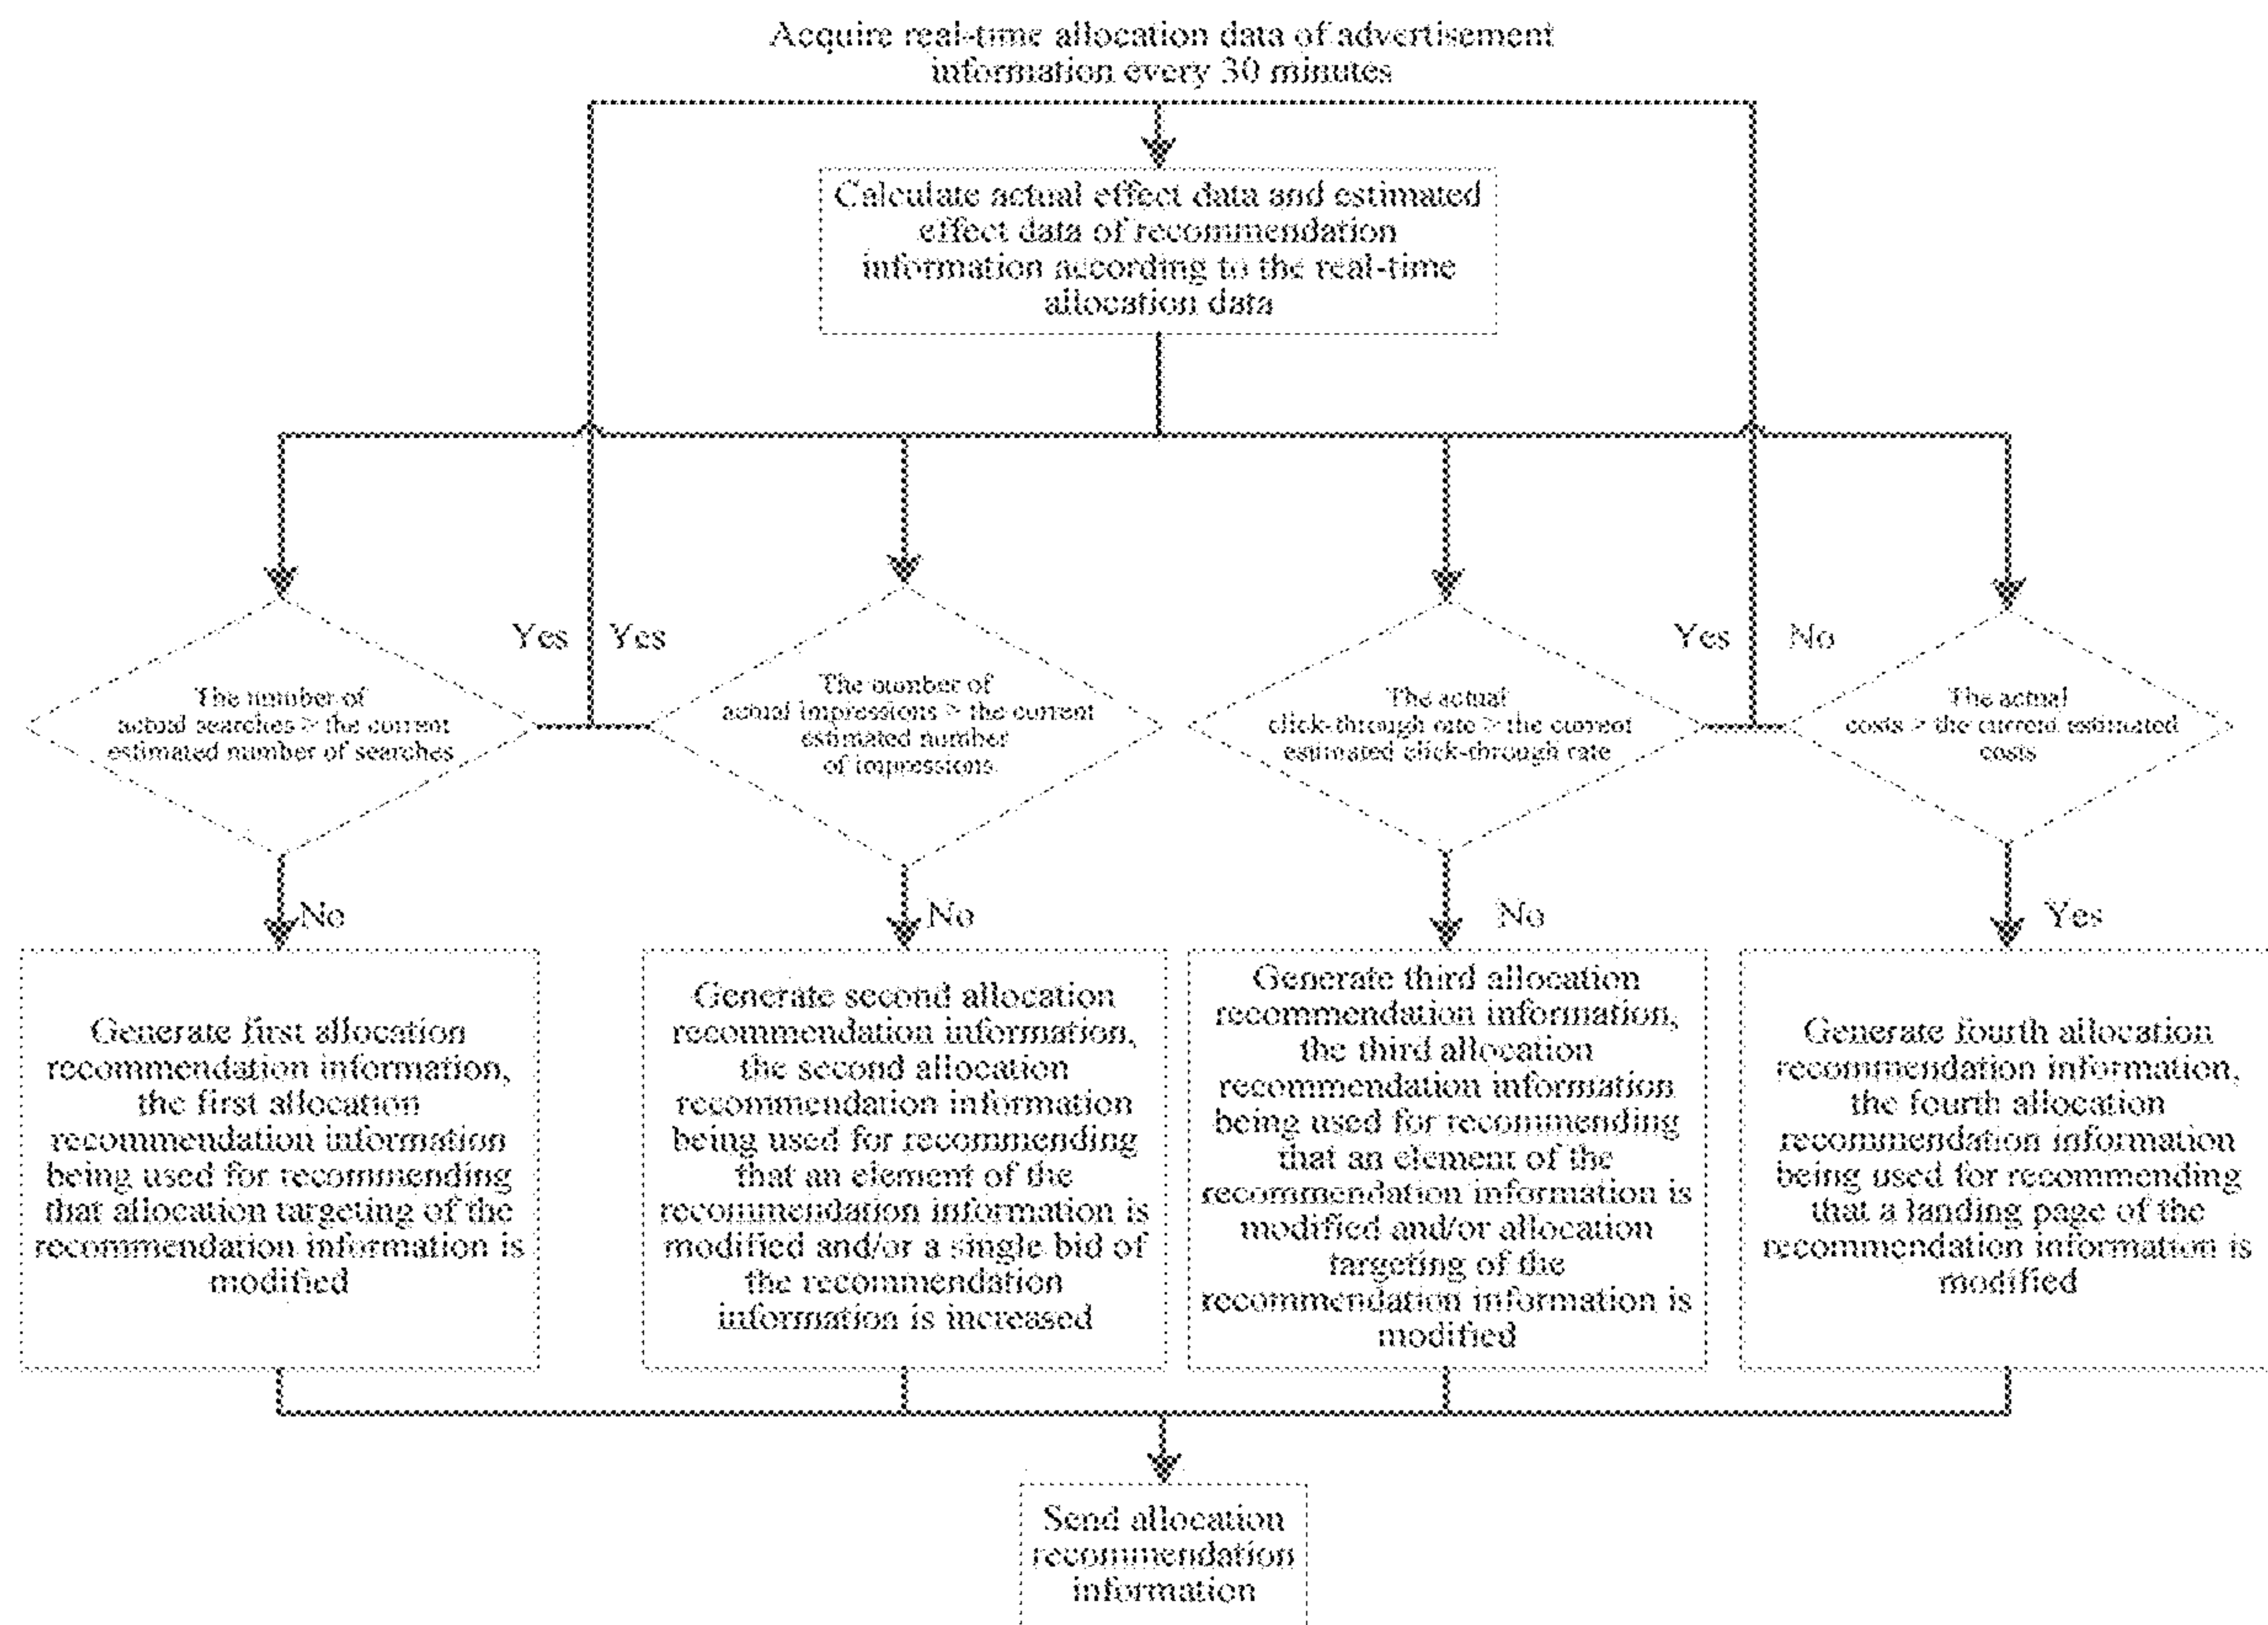 Acquire real-time allocation data of advertisement
information every 30 minutes
Calculate actual effect data and estimated
effect data of recommendation
information according to the real-time
allocation data
Yes
Yes
Yes
No
The number of
actual searches > the current
estimated number of searches
The number of
actual impressions > the current
estimated number
of impressions
The actual
click-through rate > the current
estimated click-through rate
The actual
costs > the current estimated
costs
No
No
No
Yes
Generate first allocation
recommendation information,
the first allocation
recommendation information
being used for recommending
that allocation targeting of the
recommendation information is
modified
Generate second allocation
recommendation information,
the second allocation
recommendation information
being used for recommending
that an element of the
recommendation information is
modified and/or a single bid of
the recommendation
information is increased
Generate third allocation
recommendation information,
the third allocation
recommendation information
being used for recommending
that an element of the
recommendation information is
modified and/or allocation
targeting of the
recommendation information is
modified
Generate fourth allocation
recommendation information,
the fourth allocation
recommendation information
being used for recommending
that a landing page of the
recommendation information is
modified
Send allocation
recommendation
information